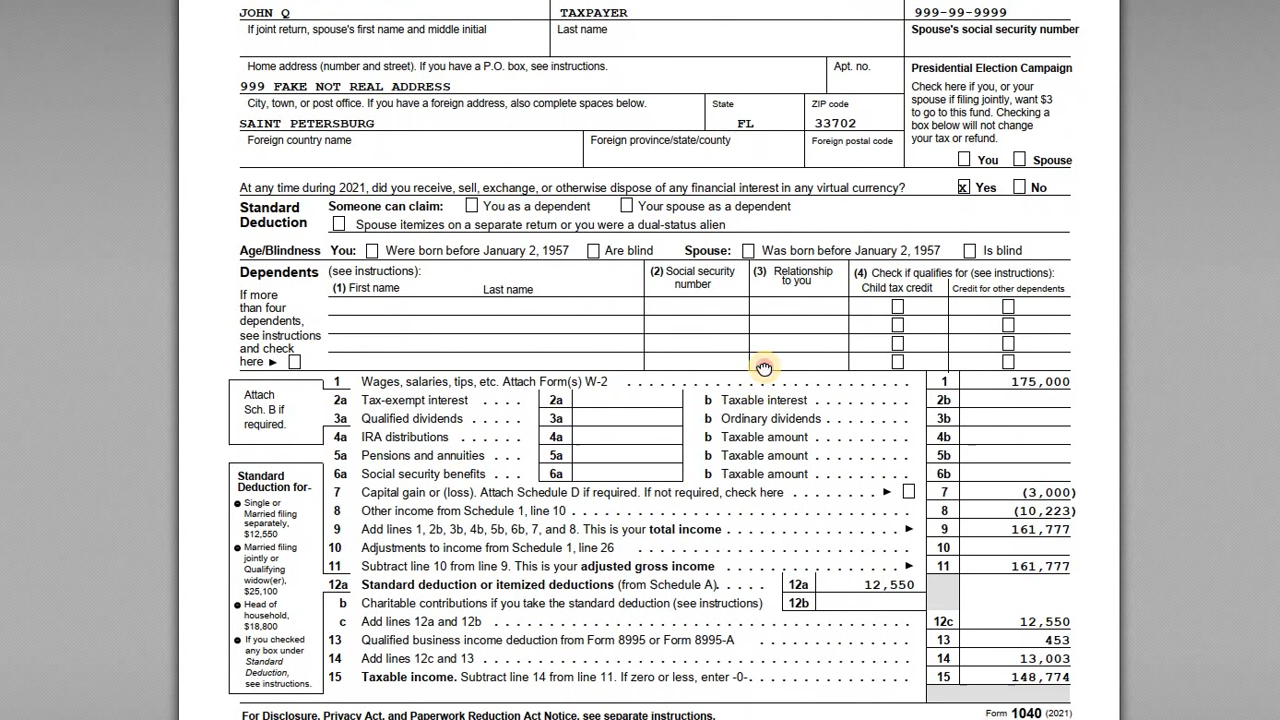 JOHN Q TAXPAYER 999-99-9999
If joint return, spouse's first name and middle initial Last name Spouse's social security number
Home address (number and street). If you have a P.O. box, see instructions. Apt. no. Presidential Election Campaign
999 FAKE NOT REAL ADDRESS
Check here if you, or your
spouse if filing jointly, want $3
to go to this fund. Checking a
box below will not change
your tax or refund.
City, town, or post office. If you have a foreign address, also complete spaces below. State ZIP code
SAINT PETERSBURG FL 33702
Foreign country name Foreign province/state/county Foreign postal code
You Spouse
At any time during 2021, did you receive, sell, exchange, or otherwise dispose of any financial interest in any virtual currency? X Yes No
Standard
Deduction
Someone can claim: You as a dependent Your spouse as a dependent
Spouse itemizes on a separate return or you were a dual-status alien
Age/Blindness You: Were born before January 2, 1957 Are blind Spouse: Was born before January 2, 1957 Is blind
Dependents (see instructions): (2) Social security number (3) Relationship to you (4) Check if qualifies for (see instructions):
(1) First name Last name Child tax credit Credit for other dependents
If more
than four
dependents,
see instructions
and check
here ►
Attach
Sch. B if
required.
1 Wages, salaries, tips, etc. Attach Form(s) W-2 . . . . . . . . . . . . . . . . . . . . . . 1 175,000
2a Tax-exempt interest . . . . 2a b Taxable interest . . . . . . . . . 2b
3a Qualified dividends . . . . . 3a b Ordinary dividends . . . . . . . . 3b
4a IRA distributions . . . . . . 4a b Taxable amount . . . . . . . . . 4b
5a Pensions and annuities . . . 5a b Taxable amount . . . . . . . . . 5b
6a Social security benefits . . . 6a b Taxable amount . . . . . . . . . 6b
Standard
Deduction for-
Single or
Married filing
separately,
$12,550
Married filing
jointly or
Qualifying
widow(er),
$25,100
Head of
household,
$18,800
If you checked
any box under
Standard
Deduction,
see instructions.
7 Capital gain or (loss). Attach Schedule D if required. If not required, check here . . . . . . . ► 7 (3,000)
8 Other income from Schedule 1, line 10 . . . . . . . . . . . . . . . . . . . . . . . . . . 8 (10,223)
9 Add lines 1, 2b, 3b, 4b, 5b, 6b, 7, and 8. This is your total income . . . . . . . . . . . . . ► 9 161,777
10 Adjustments to income from Schedule 1, line 26 . . . . . . . . . . . . . . . . . . . . . 10
11 Subtract line 10 from line 9. This is your adjusted gross income . . . . . . . . . . . . . ► 11 161,777
12a Standard deduction or itemized deductions (from Schedule A). . . . . 12a 12,550
b Charitable contributions if you take the standard deduction (see instructions) 12b
c Add lines 12a and 12b . . . . . . . . . . . . . . . . . . . . . . . . . . . . . . . . 12c 12,550
13 Qualified business income deduction from Form 8995 or Form 8995-A . . . . . . . . . . . . 13 453
14 Add lines 12c and 13 . . . . . . . . . . . . . . . . . . . . . . . . . . . . . . . . 14 13,003
15 Taxable income. Subtract line 14 from line 11. If zero or less, enter -0-. . . . . . . . . . . . 15 148,774
For Disclosure, Privacy Act, and Paperwork Reduction Act Notice, see separate instructions. Form 1040 (2021)